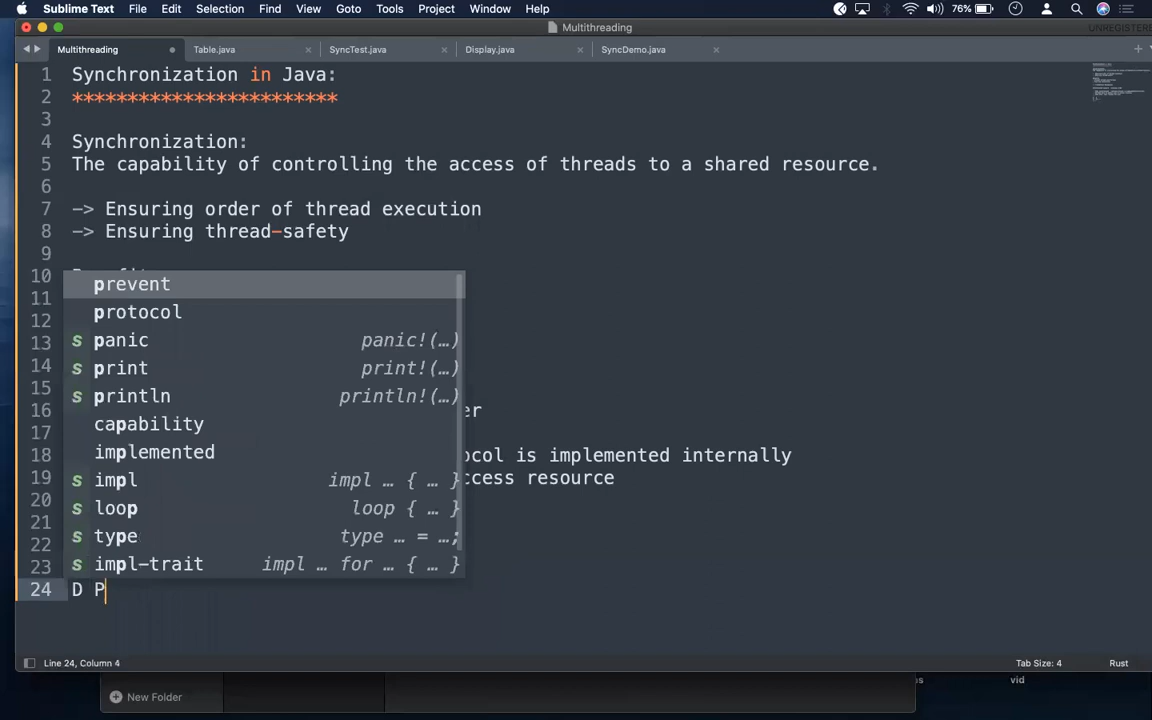 Sublime Text File Edit Selection Find View Goto Tools Project Window Help 76%
Multithreading UNREGISTERE
Multithreading Table.java SyncTest.java Display.java SyncDemo.java
1 Synchronization in Java:
2 ************************
3
4 Synchronization:
5 The capability of controlling the access of threads to a shared resource.
6
7 -> Ensuring order of thread execution
8 -> Ensuring thread-safety
9
10
11 prevent
12 protocol
13 s panic panic!(…)
14 s print print!(…)
15 s println println!(…)
16 capability er
17
18 implemented ocol is implemented internally
19 s impl impl … { … } ccess resource
20 s loop loop { … }
21
22 s type type … = …;
23 s impl-trait impl … for … { … }
24 D P
Line 24, Column 4 Tab Size: 4 Rust
New Folder vid